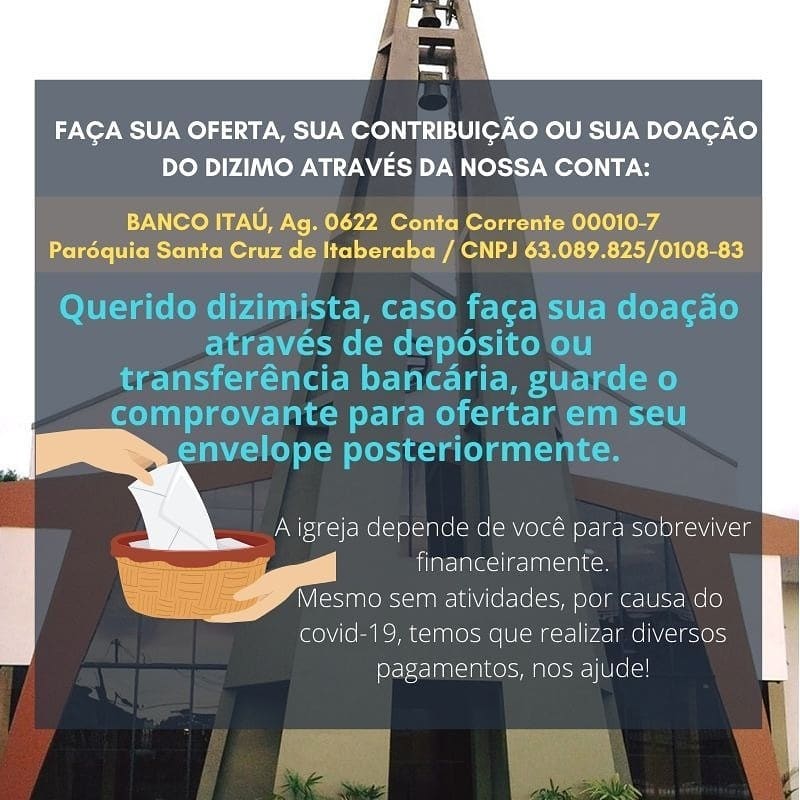 FAÇA SUA OFERTA, SUA CONTRIBUIÇÃO OU SUA DOAÇÃO
DO DIZIMO ATRAVÉS DA NOSSA CONTA:
BANCO ITAÚ, Ag. 0622 Conta Corrente 00010-7
Paróquia Santa Cruz de Itaberaba / CNPJ 63.089.825/0108-83
Querido dizimista, caso faça sua doação
através de depósito ou
transferência bancária, guarde o
comprovante para ofertar em seu
envelope posteriormente.
A igreja depende de você para sobreviver
financeiramente.
Mesmo sem atividades, por causa do
covid-19, temos que realizar diversos
pagamentos, nos ajude!